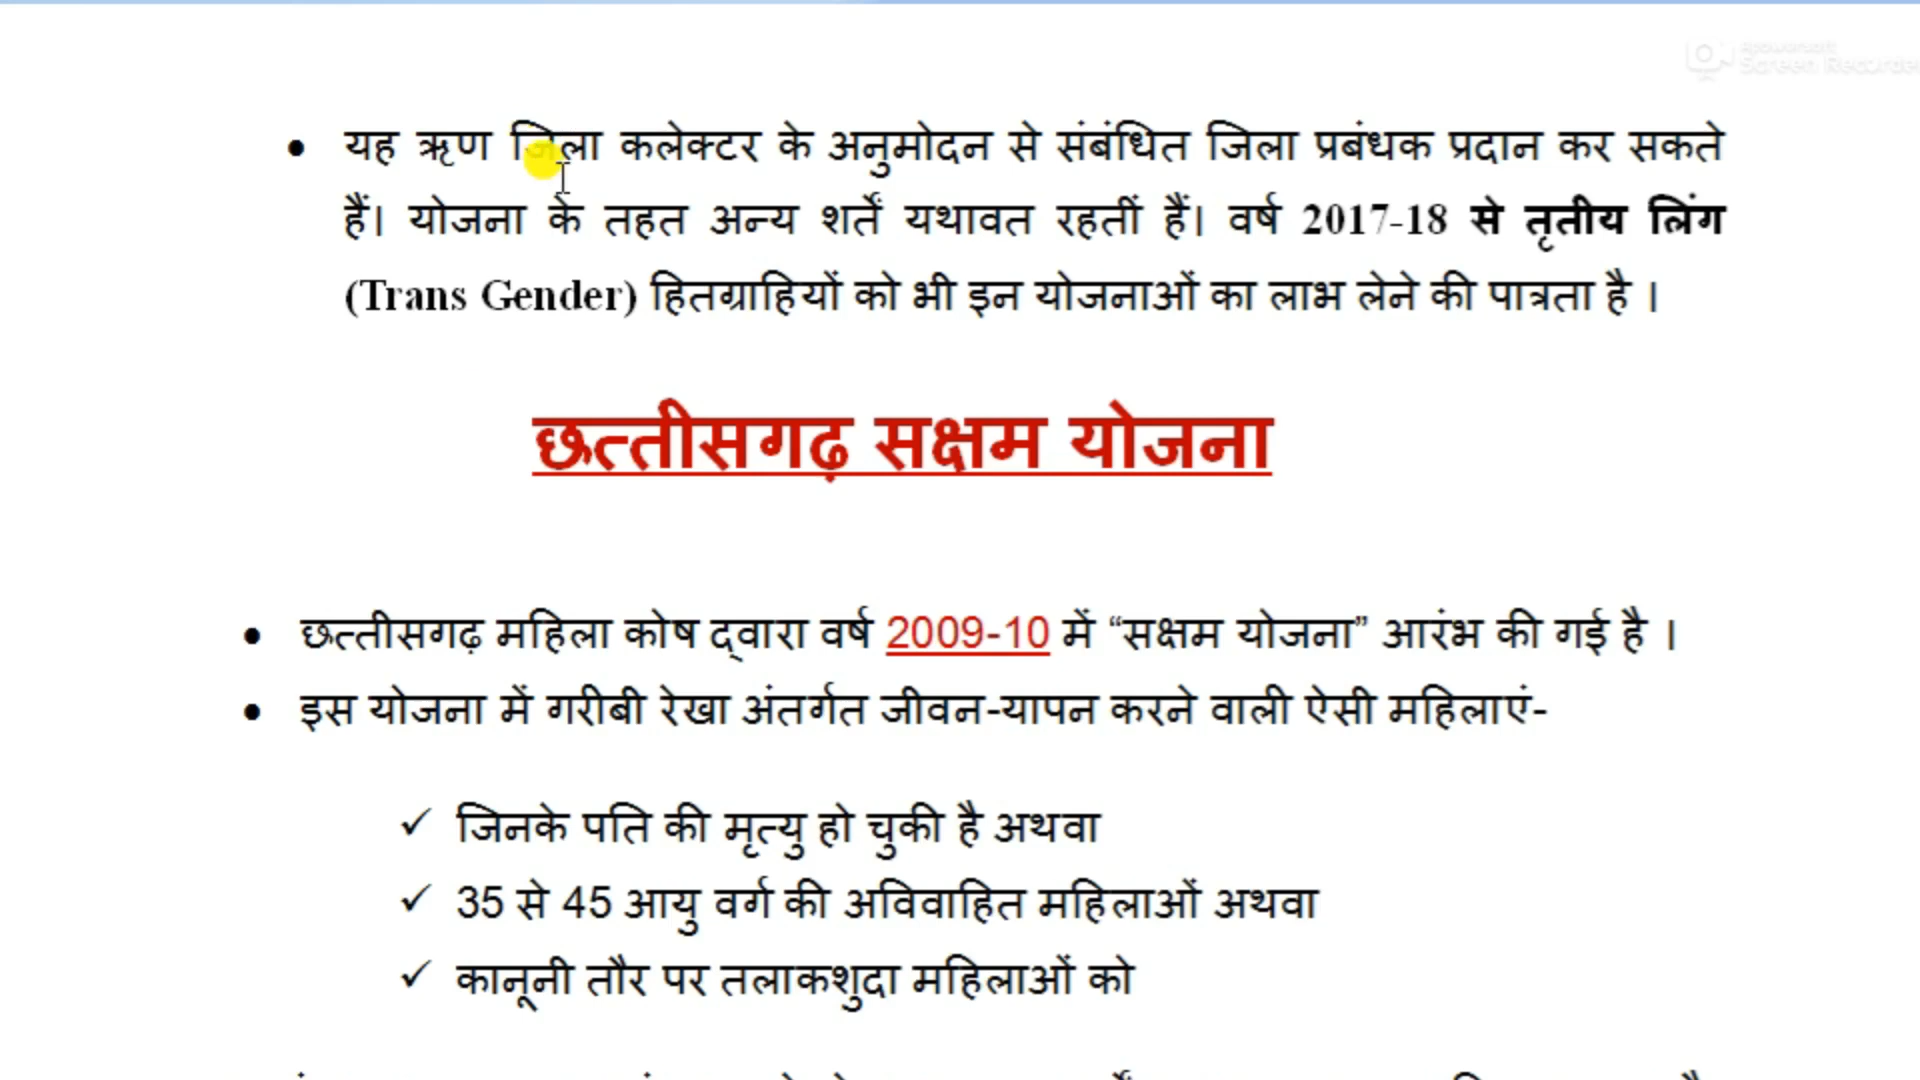 Apowersoft
Screen Recorder
• यह ऋण जिला कलेक्टर के अनुमोदन से संबंधित जिला प्रबंधक प्रदान कर सकते
हैं। योजना के तहत अन्य शर्तें यथावत रहतीं हैं। वर्ष 2017-18 से तृतीय लिंग
(Trans Gender) हितग्राहियों को भी इन योजनाओं का लाभ लेने की पात्रता है ।
छत्तीसगढ़ सक्षम योजना
• छत्तीसगढ़ महिला कोष द्वारा वर्ष 2009-10 में “सक्षम योजना” आरंभ की गई है ।
• इस योजना में गरीबी रेखा अंतर्गत जीवन-यापन करने वाली ऐसी महिलाएं-
✓ जिनके पति की मृत्यु हो चुकी है अथवा
✓ 35 से 45 आयु वर्ग की अविवाहित महिलाओं अथवा
✓ कानूनी तौर पर तलाकशुदा महिलाओं को